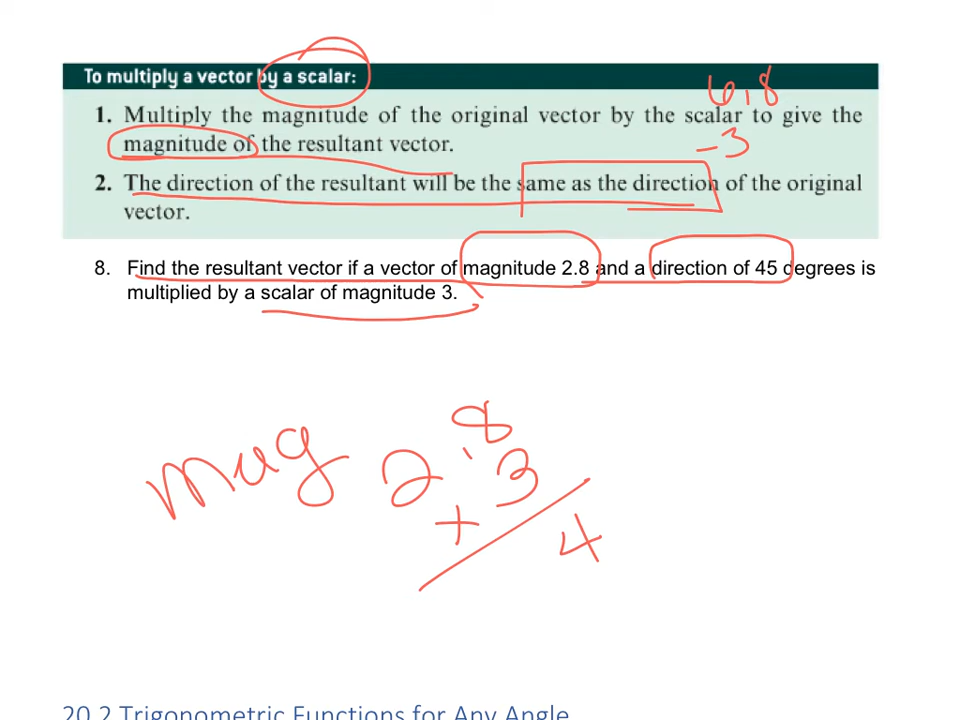 To multiply a vector by a scalar:
6,8
1. Multiply the magnitude of the original vector by the scalar to give the
magnitude of the resultant vector.
-3
2. The direction of the resultant will be the same as the direction of the original
vector.
8. Find the resultant vector if a vector of magnitude 2.8 and a direction of 45 degrees is
multiplied by a scalar of magnitude 3.
mag 2.8
+3
4
20.2 Trigonometric Functions for Any Angle